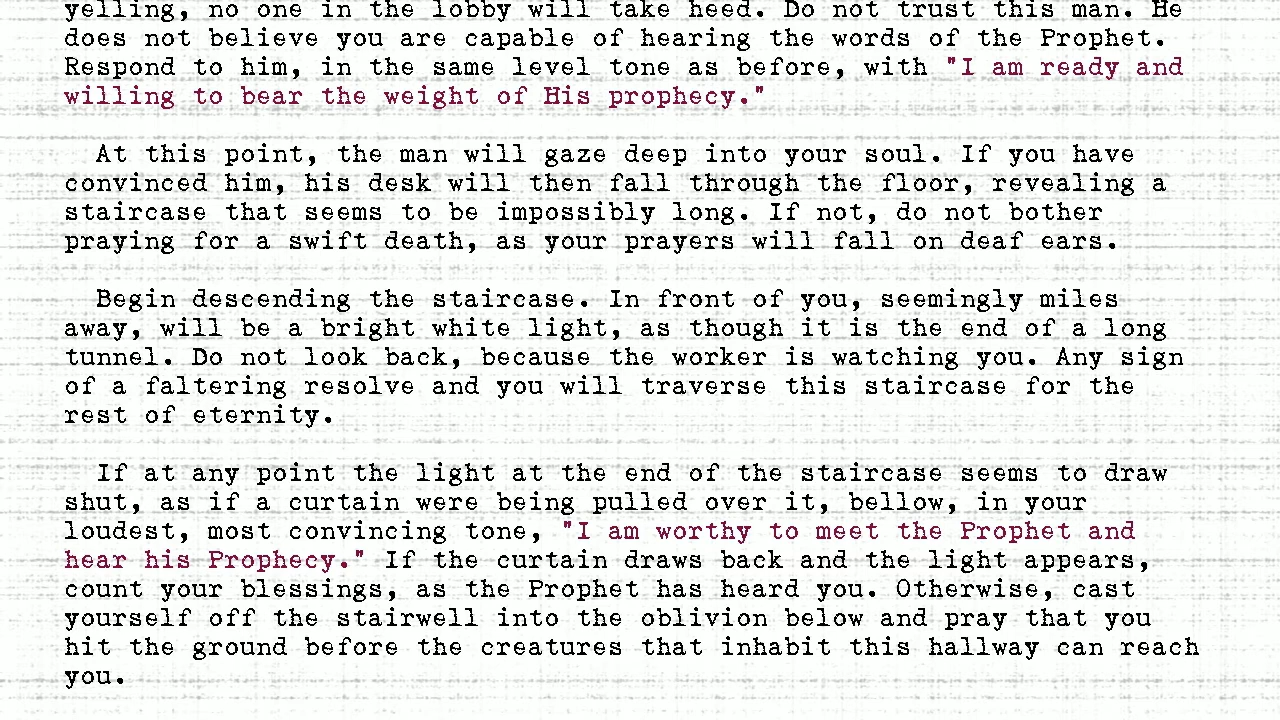 yelling, no one in the lobby will take heed. Do not trust this man. He
does not believe you are capable of hearing the words of the Prophet.
Respond to him, in the same level tone as before, with "I am ready and
willing to bear the weight of His prophecy."
At this point, the man will gaze deep into your soul. If you have
convinced him, his desk will then fall through the floor, revealing a
staircase that seems to be impossibly long. If not, do not bother
praying for a swift death, as your prayers will fall on deaf ears.
Begin descending the staircase. In front of you, seemingly miles
away, will be a bright white light, as though it is the end of a long
tunnel. Do not look back, because the worker is watching you. Any sign
of a faltering resolve and you will traverse this staircase for the
rest of eternity.
If at any point the light at the end of the staircase seems to draw
shut, as if a curtain were being pulled over it, bellow, in your
loudest, most convincing tone, "I am worthy to meet the Prophet and
hear his Prophecy." If the curtain draws back and the light appears,
count your blessings, as the Prophet has heard you. Otherwise, cast
yourself off the stairwell into the oblivion below and pray that you
hit the ground before the creatures that inhabit this hallway can reach
you.